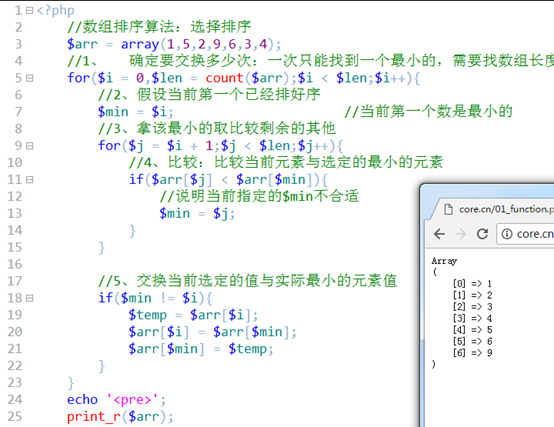 1 <?php
2 //数组排序算法：选择排序
3 $arr = array(1,5,2,9,6,3,4);
4 //1、 确定要交换多少次：一次只能找到一个最小的，需要找数组长度
5 for($i = 0,$len = count($arr);$i < $len;$i++){
6 //2、假设当前第一个已经排好序
7 $min = $i; //当前第一个数是最小的
8 //3、拿该最小的取比较剩余的其他
9 for($j = $i + 1;$j < $len;$j++){
10 //4、比较：比较当前元素与选定的最小的元素
11 if($arr[$j] < $arr[$min]){
12 //说明当前指定的$min不合适
13 $min = $j;
14 }
15 }
16
17 //5、交换当前选定的值与实际最小的元素值
18 if($min != $i){
19 $temp = $arr[$i];
20 $arr[$i] = $arr[$min];
21 $arr[$min] = $temp;
22 }
23 }
24 echo '<pre>';
25 print_r($arr);
core.cn/01_function.p
core.cn
Array
(
[0] => 1
[1] => 2
[2] => 3
[3] => 4
[4] => 5
[5] => 6
[6] => 9
)